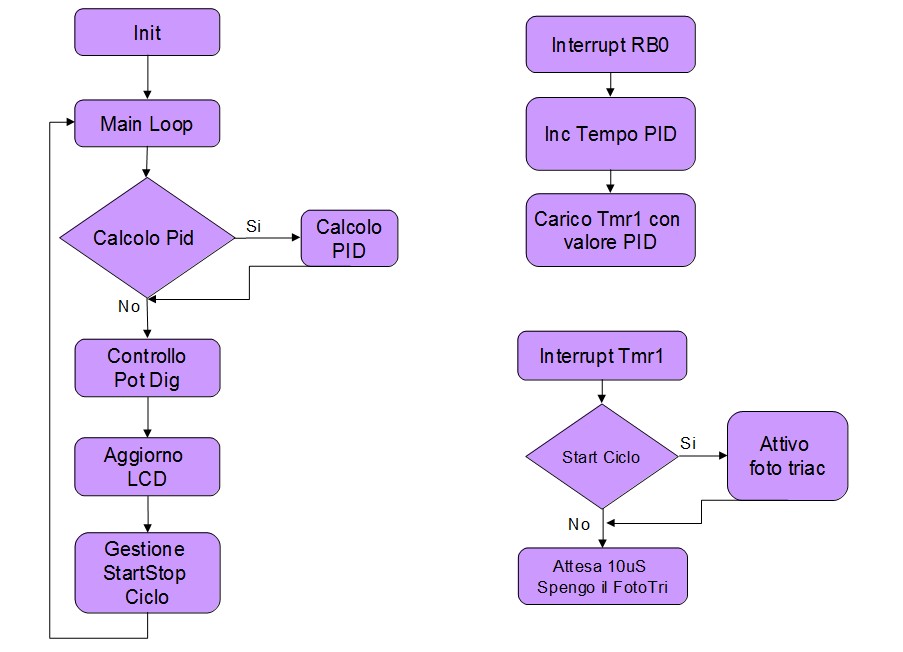 Init
Main Loop
Calcolo Pid
Si
Calcolo
PID
No
Controllo
Pot Dig
Aggiorno
LCD
Gestione
StartStop
Ciclo
Interrupt RB0
Inc Tempo PID
Carico Tmr1 con
valore PID
Interrupt Tmr1
Start Ciclo
Si
Attivo
foto triac
No
Attesa 10uS
Spengo il FotoTri